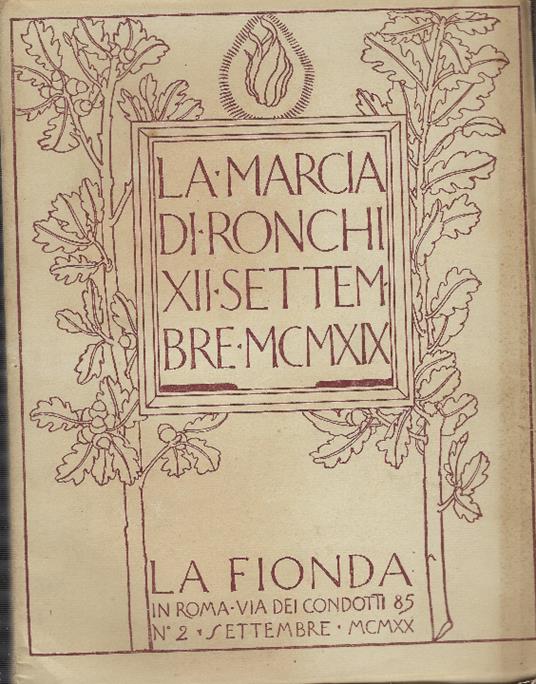 LA·MARCIA
DI·RONCHI
XII·SETTEM·
BRE·MCMXIX
LA FIONDA
IN ROMA·VIA DEI CONDOTTI 85
N° 2 · SETTEMBRE · MCMXX